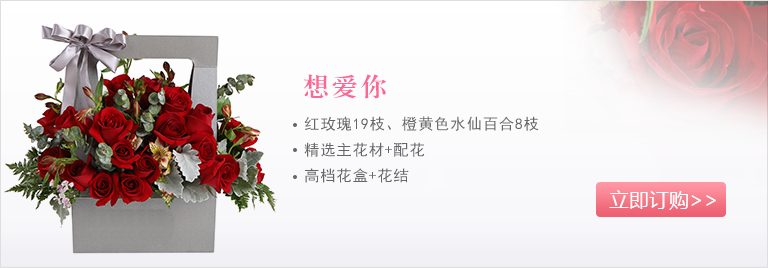 想爱你
• 红玫瑰19枝、橙黄色水仙百合8枝
• 精选主花材+配花
• 高档花盒+花结
立即订购>>